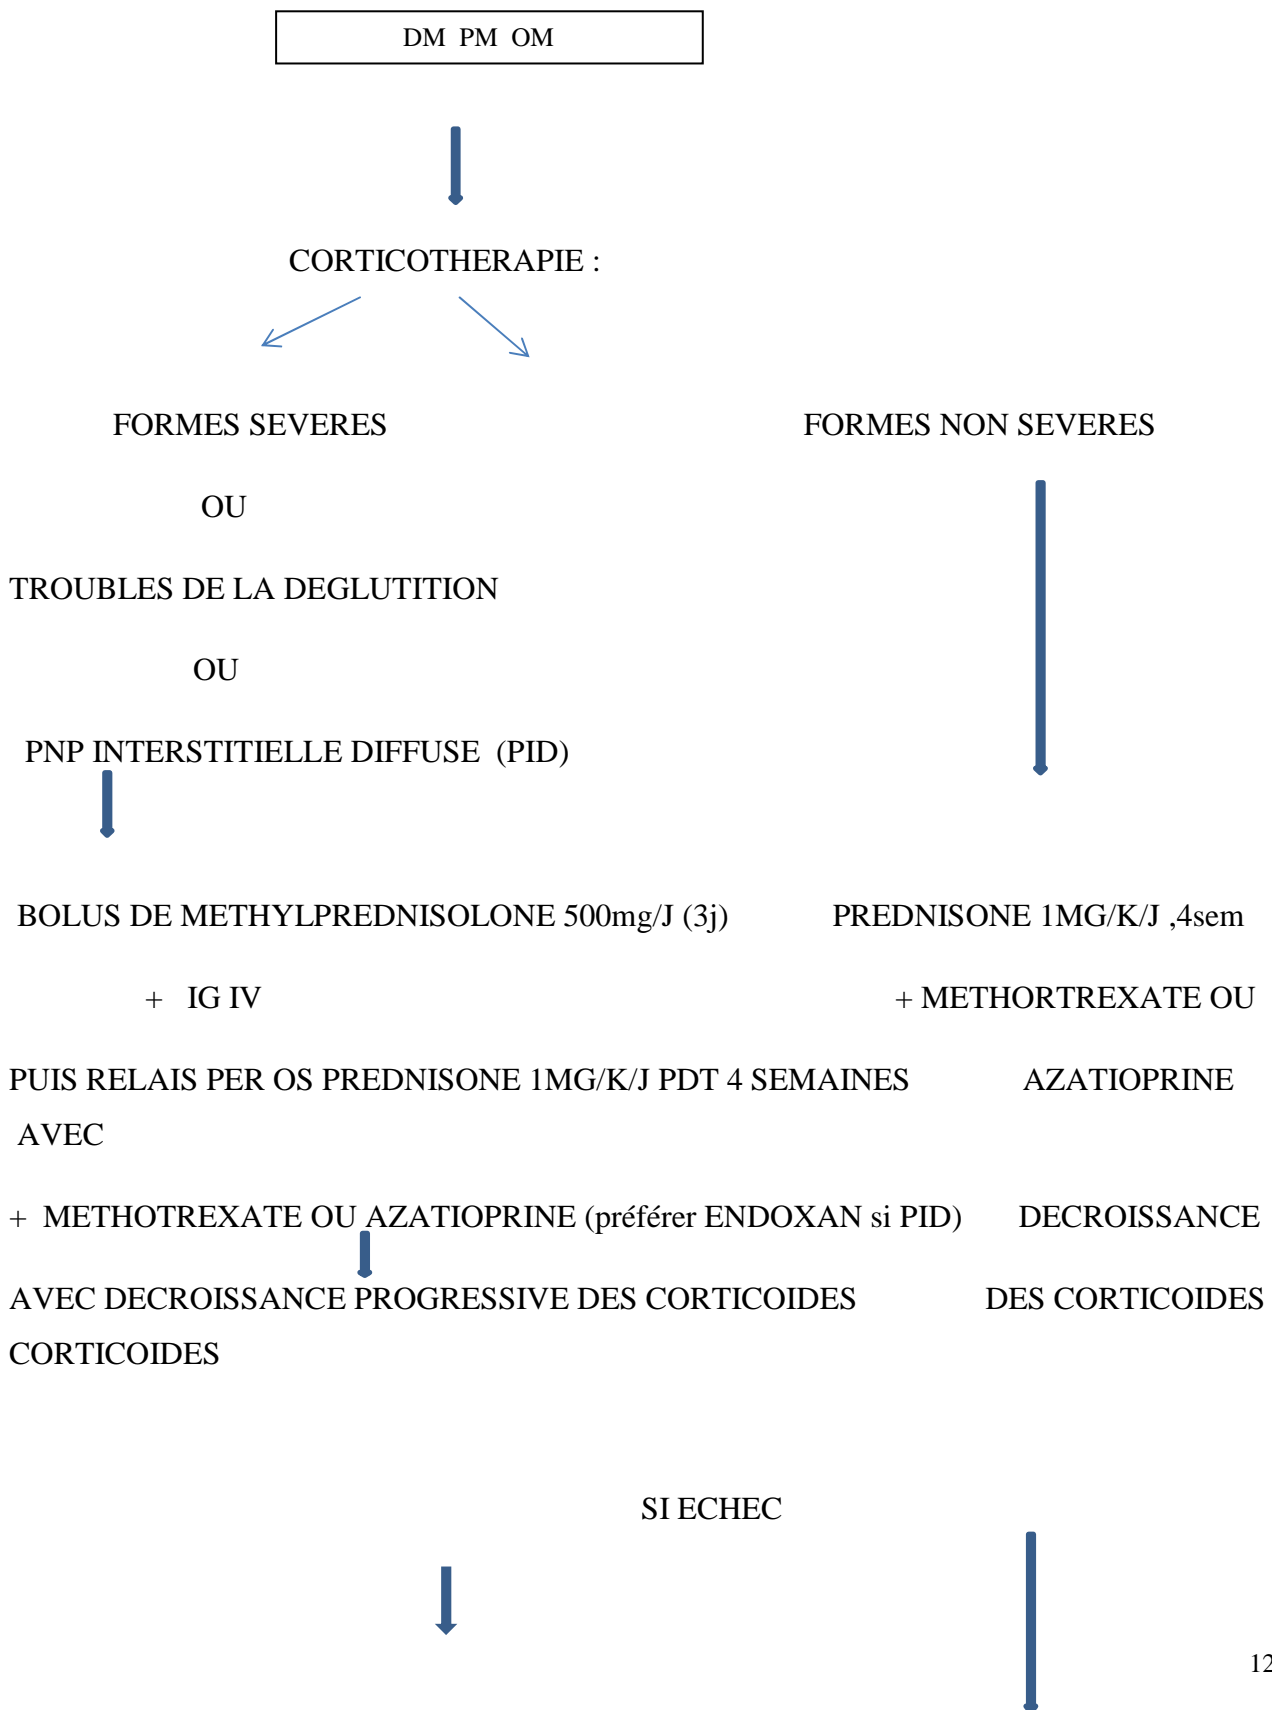 DM PM OM
CORTICOTHERAPIE :
FORMES SEVERES FORMES NON SEVERES
OU
TROUBLES DE LA DEGLUTITION
OU
PNP INTERSTITIELLE DIFFUSE (PID)
BOLUS DE METHYLPREDNISOLONE 500mg/J (3j) PREDNISONE 1MG/K/J ,4sem
+ IG IV + METHORTREXATE OU
PUIS RELAIS PER OS PREDNISONE 1MG/K/J PDT 4 SEMAINES AZATIOPRINE
AVEC
+ METHOTREXATE OU AZATIOPRINE (préférer ENDOXAN si PID) DECROISSANCE
AVEC DECROISSANCE PROGRESSIVE DES CORTICOIDES DES CORTICOIDES
CORTICOIDES
SI ECHEC
12